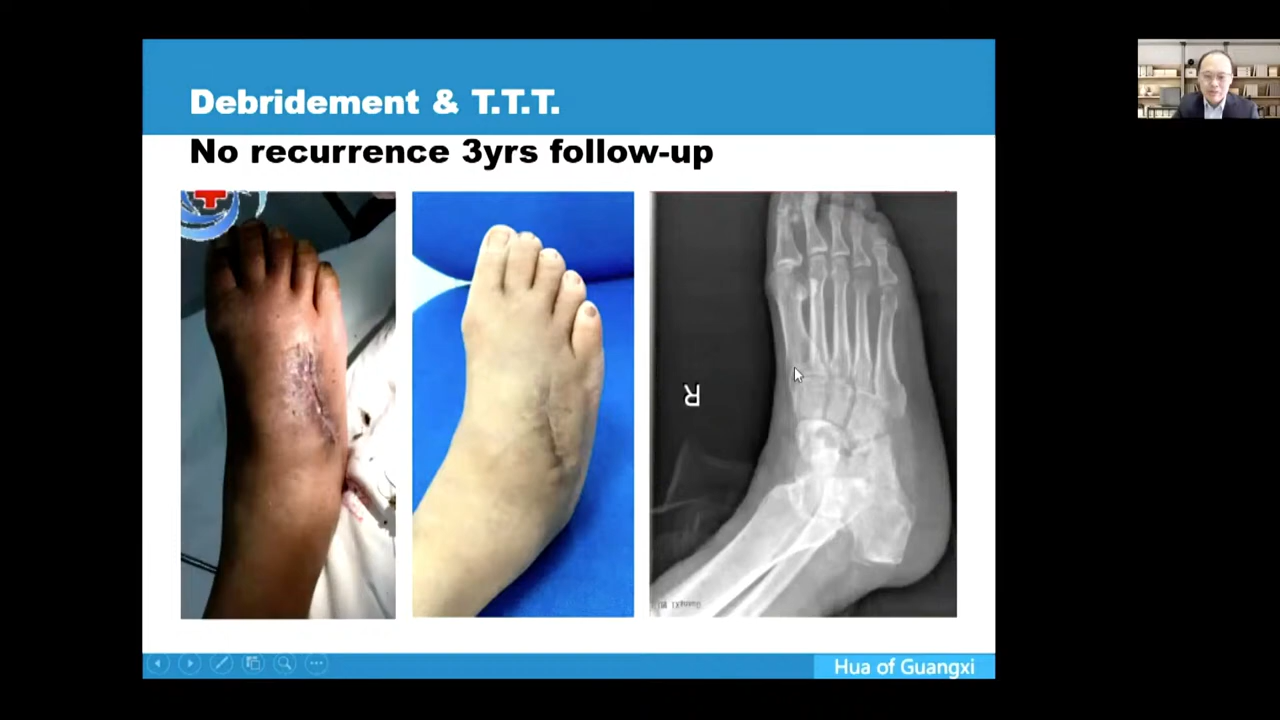 Debridement & T.T.T.
No recurrence 3yrs follow-up
R
Hua of Guangxi